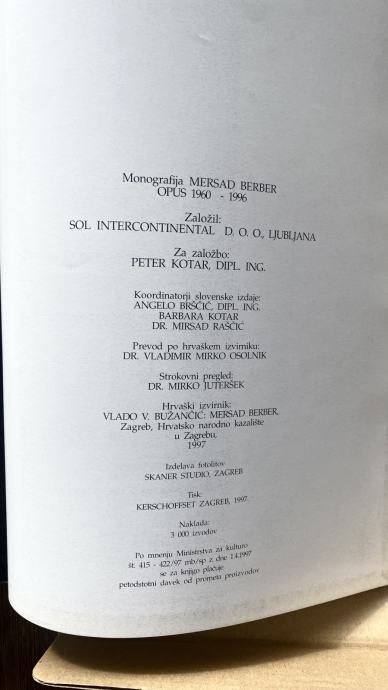 Monografija MERSAD BERBER
OPUS 1960 - 1996
Založil:
SOL INTERCONTINENTAL D. O. O., LJUBLJANA
Za založbo:
PETER KOTAR, DIPL. ING.
Koordinatorji slovenske izdaje:
ANGELO BRŠČIĆ, DIPL. ING.
BARBARA KOTAR
DR. MIRSAD RAŠČIĆ
Prevod po hrvaškem izvirniku:
DR. VLADIMIR MIRKO OSOLNIK
Strokovni pregled:
DR. MIRKO JUTERŠEK
Hrvaški izvirnik:
VLADO V. BUŽANČIĆ: MERSAD BERBER,
Zagreb, Hrvatsko narodno kazalište
u Zagrebu,
1997
Izdelava fotolitov
SKANER STUDIO, ZAGREB
Tisk:
KERSCHOFFSET ZAGREB, 1997.
Naklada:
3 000 izvodov
Po mnenju Ministrstva za kulturo
št. 415 - 422/97 mb/sp z dne 1.4.1997
se za knjigo plačuje
petodstotni davek od prometa proizvodov